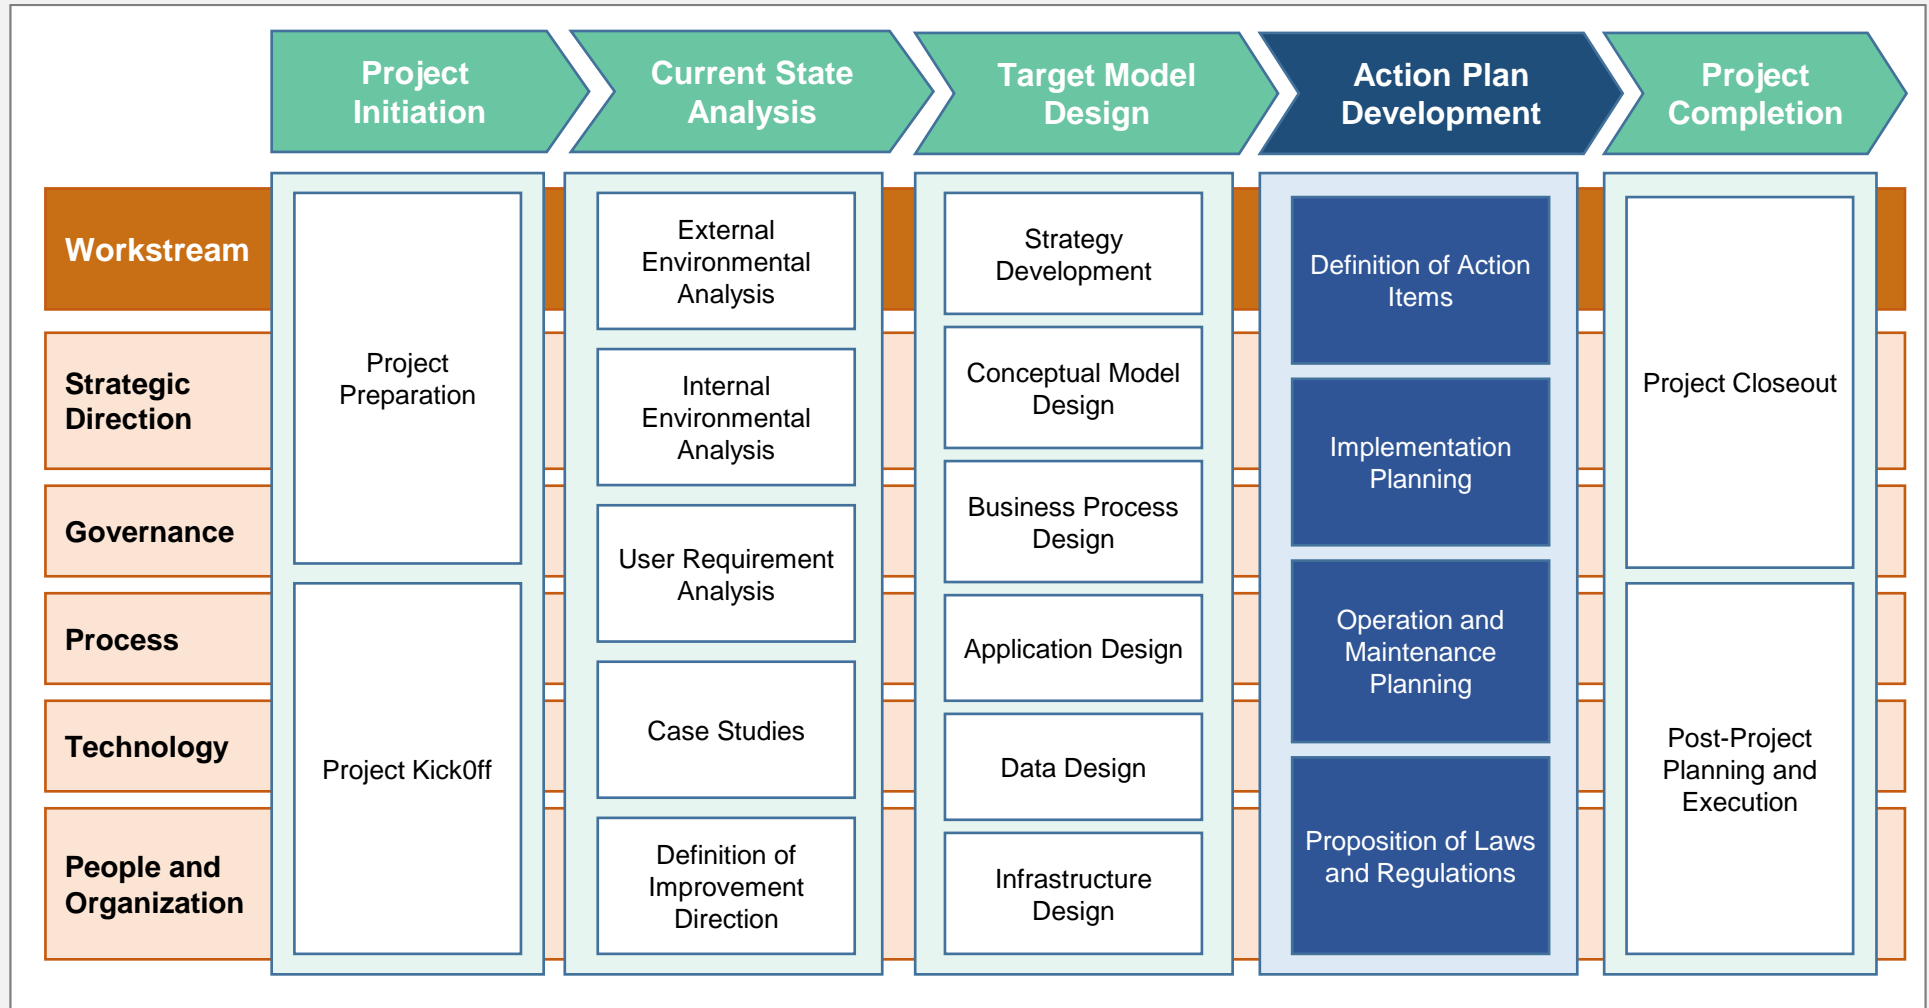 Project
Initiation
Current State
Analysis
Target Model
Design
Action Plan
Development
Project
Completion
Workstream
Strategic
Direction
Governance
Process
Technology
People and
Organization
Project
Preparation
Project Kick0ff
External
Environmental
Analysis
Internal
Environmental
Analysis
User Requirement
Analysis
Case Studies
Definition of
Improvement
Direction
Strategy
Development
Conceptual Model
Design
Business Process
Design
Application Design
Data Design
Infrastructure
Design
Definition of Action
Items
Implementation
Planning
Operation and
Maintenance
Planning
Proposition of Laws
and Regulations
Project Closeout
Post-Project
Planning and
Execution